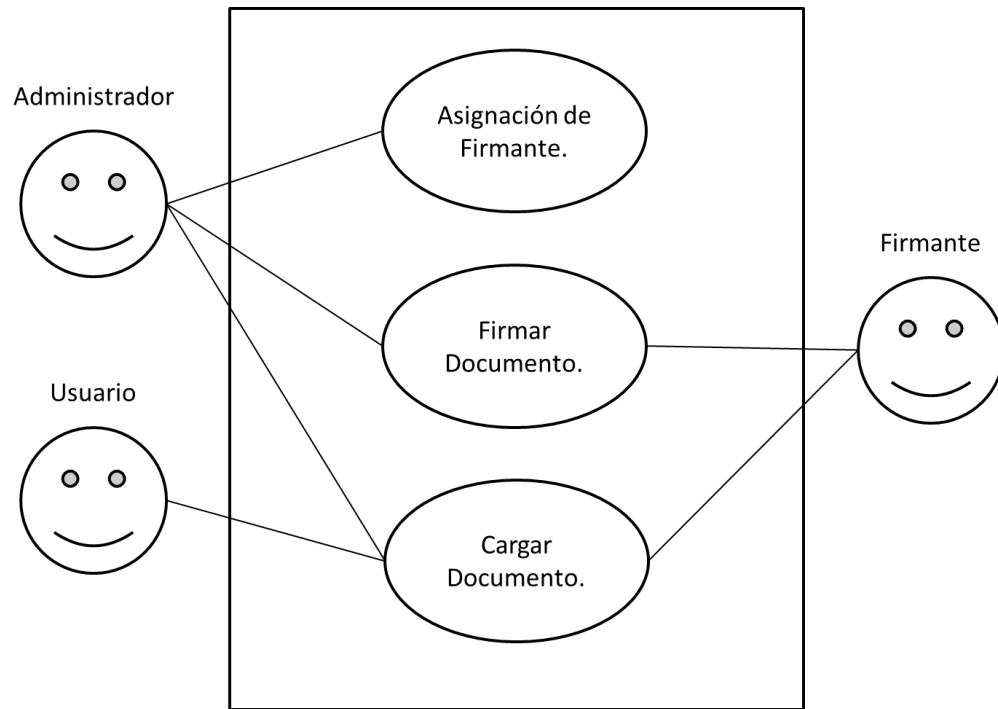 Administrador
Asignación de
Firmante.
Firmante
Firmar
Documento.
Usuario
Cargar
Documento.